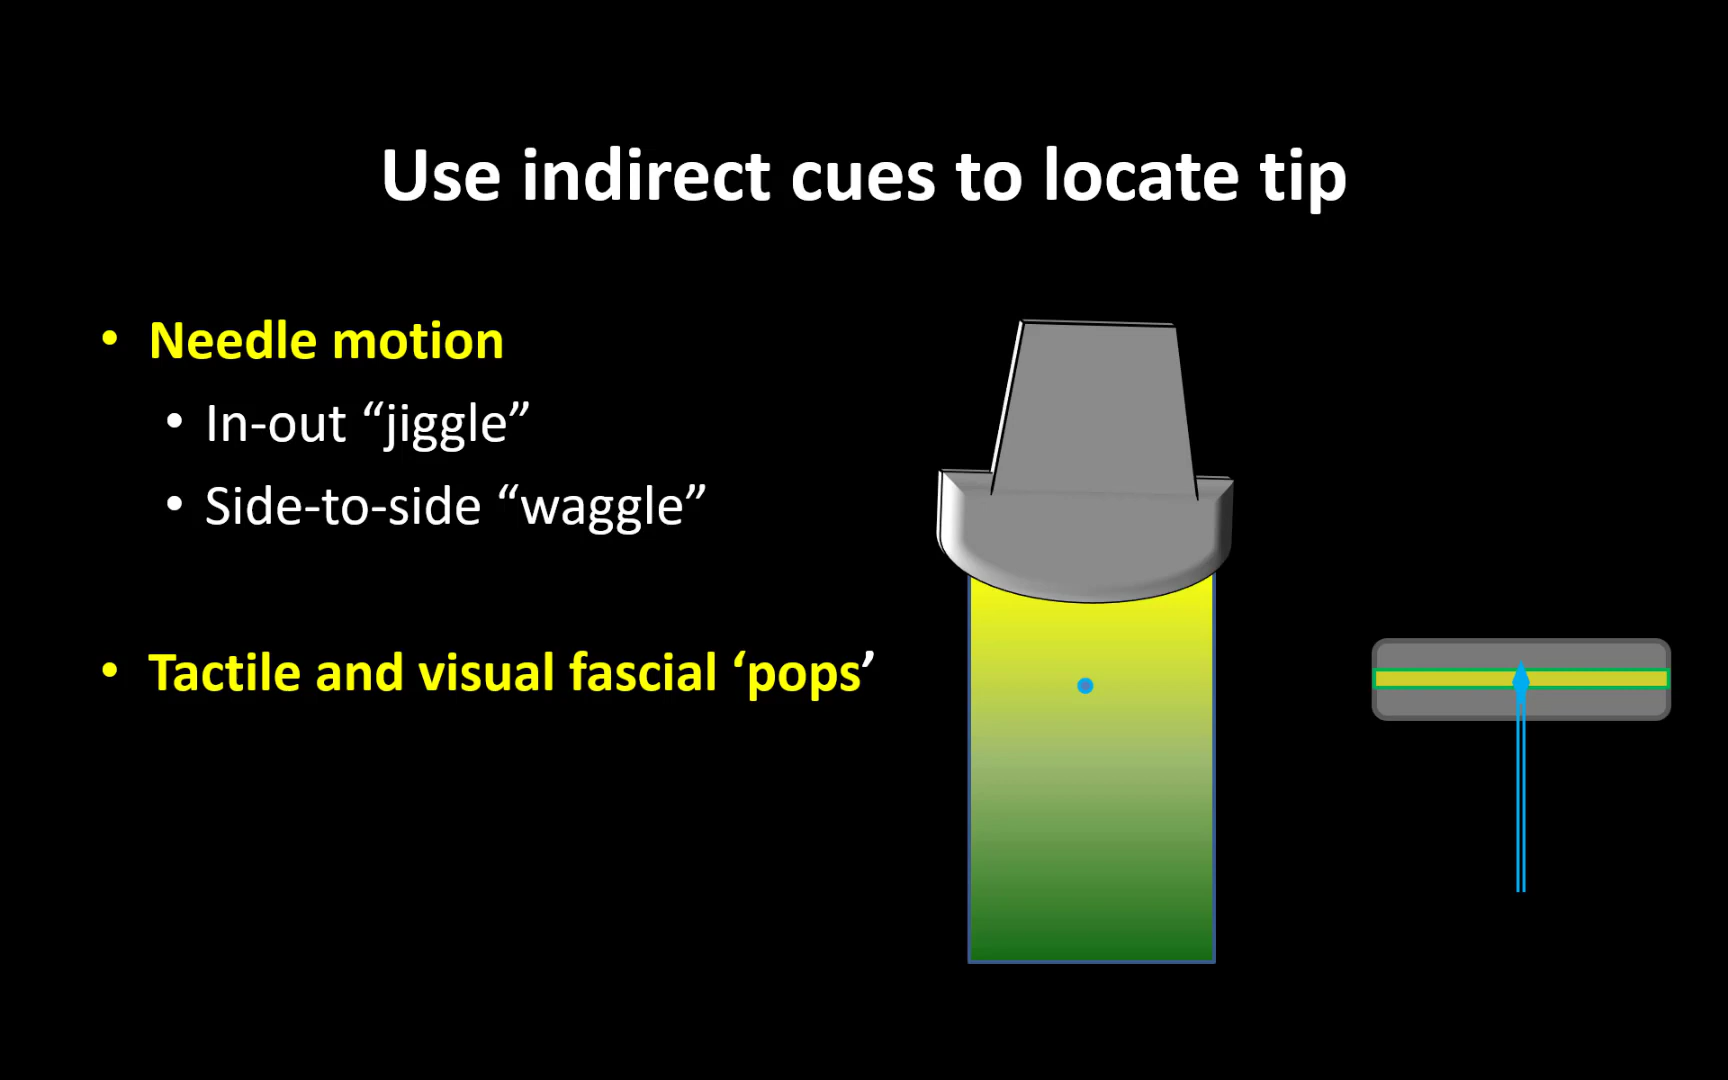 Use indirect cues to locate tip
• Needle motion
• In-out “jiggle”
• Side-to-side “waggle”
• Tactile and visual fascial ‘pops’